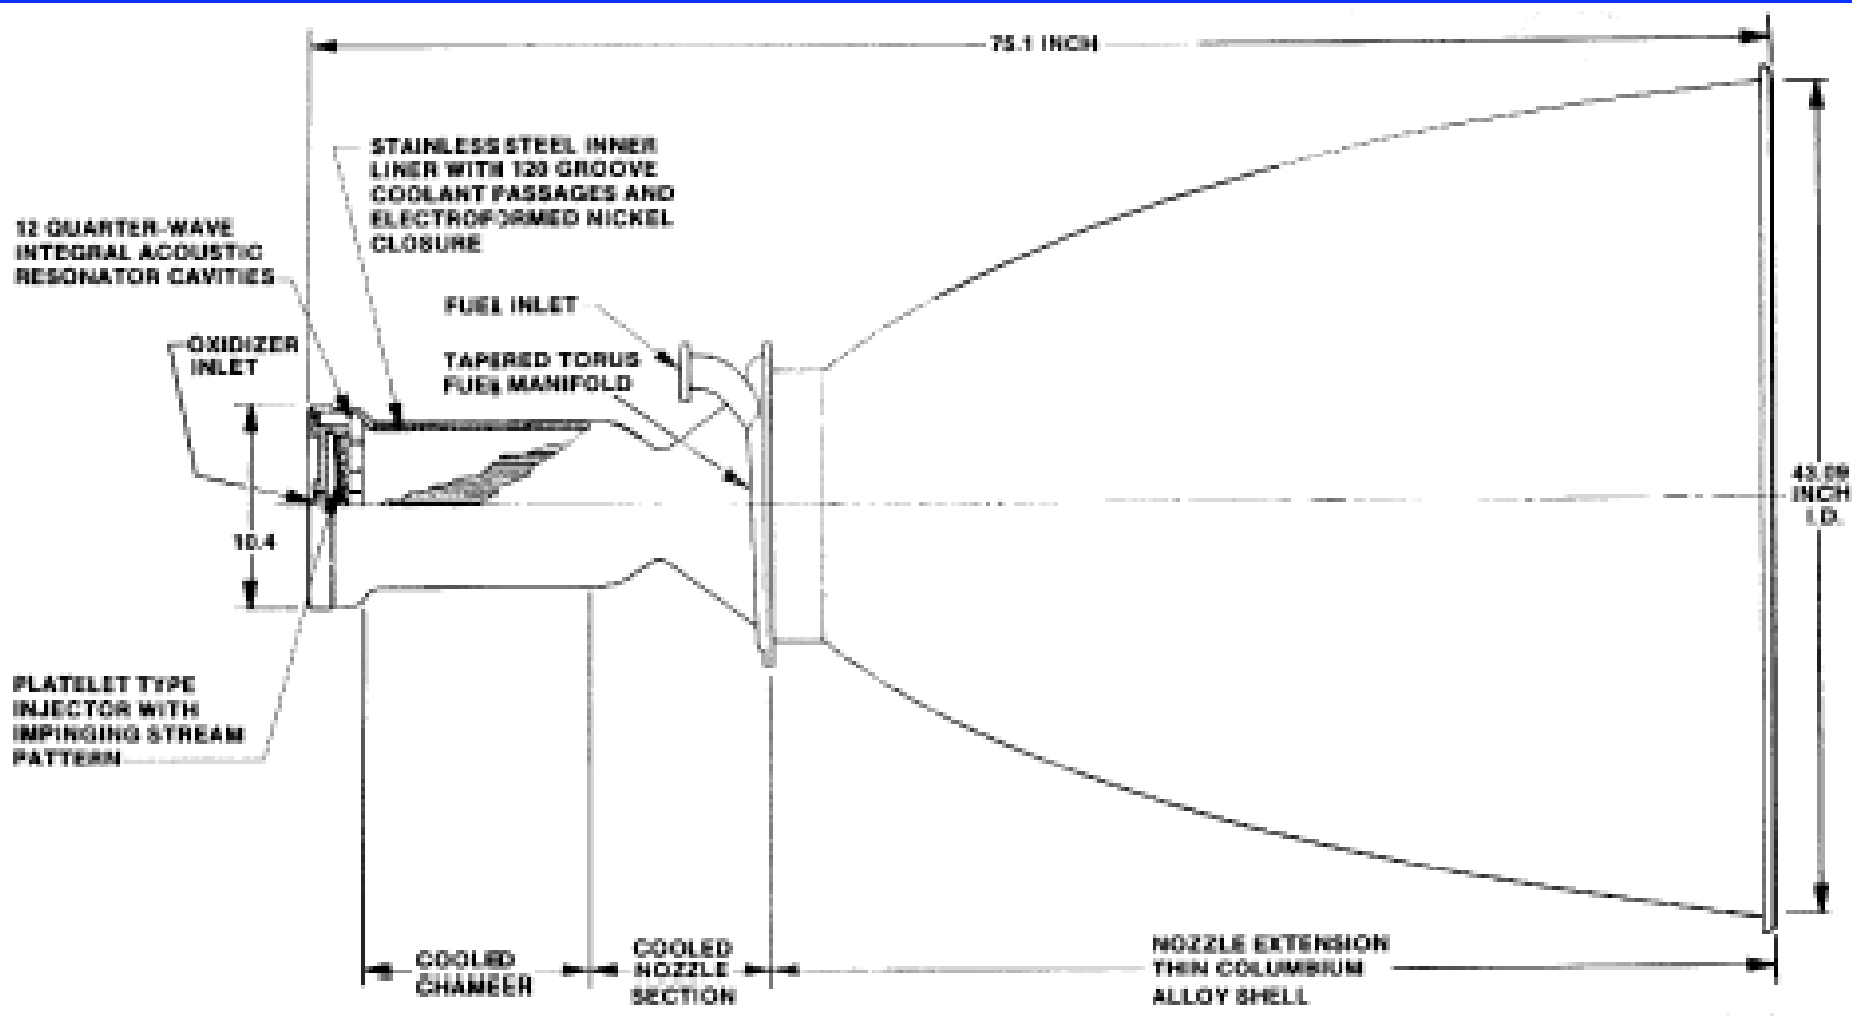 75.1 INCH
STAINLESS STEEL INNER
LINER WITH 120 GROOVE
COOLANT PASSAGES AND
ELECTROFORMED NICKEL
CLOSURE
12 QUARTER-WAVE
INTEGRAL ACOUSTIC
RESONATOR CAVITIES
FUEL INLET
OXIDIZER
INLET
TAPERED TORUS
FUEL MANIFOLD
10.4
43.09
INCH
I.D.
PLATELET TYPE
INJECTOR WITH
IMPINGING STREAM
PATTERN
COOLED
CHAMBER
COOLED
NOZZLE
SECTION
NOZZLE EXTENSION
THIN COLUMBIUM
ALLOY SHELL